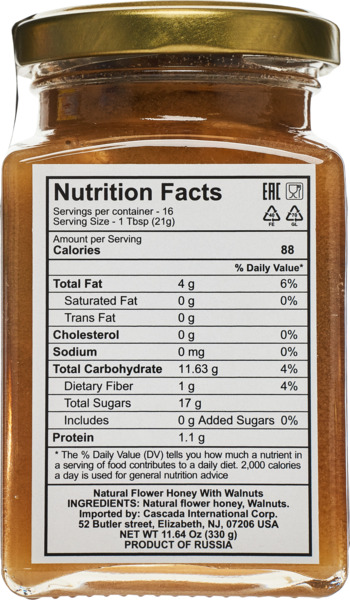 Nutrition Facts
EAC
Servings per container - 16
Serving Size - 1 Tbsp (21g)
FE GL
Amount per Serving
Calories 88
% Daily Value*
Total Fat 4 g 6%
Saturated Fat 0 g 0%
Trans Fat 0 g
Cholesterol 0 g 0%
Sodium 0 mg 0%
Total Carbohydrate 11.63 g 4%
Dietary Fiber 1 g 4%
Total Sugars 17 g
Includes 0 g Added Sugars 0%
Protein 1.1 g
* The % Daily Value (DV) tells you how much a nutrient in
a serving of food contributes to a daily diet. 2,000 calories
a day is used for general nutrition advice
Natural Flower Honey With Walnuts
INGREDIENTS: Natural flower honey, Walnuts.
Imported by: Cascada International Corp.
52 Butler street, Elizabeth, NJ, 07206 USA
NET WT 11.64 Oz (330 g)
PRODUCT OF RUSSIA